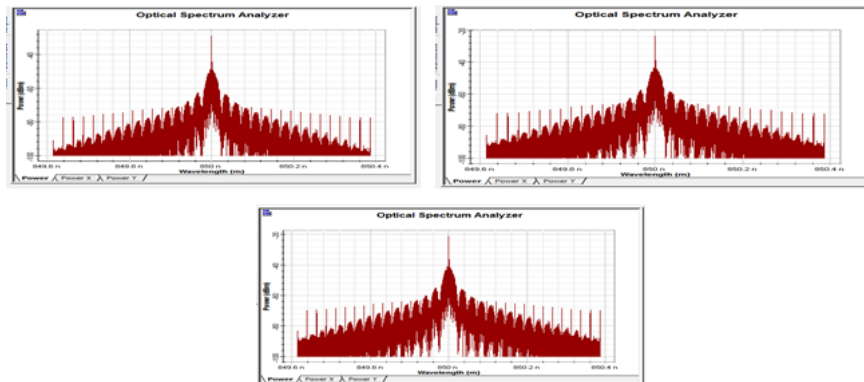 Optical Spectrum Analyzer
Power (dBm)
849.6 n 849.8 n 850 n 850.2 n 850.4 n
Wavelength (m)
Power Power X Power Y
Optical Spectrum Analyzer
Power (dBm)
849.6 n 849.8 n 850 n 850.2 n 850.4 n
Wavelength (m)
Power Power X Power Y
Optical Spectrum Analyzer
Power (dBm)
849.6 n 849.8 n 850 n 850.2 n 850.4 n
Wavelength (m)
Power Power X Power Y